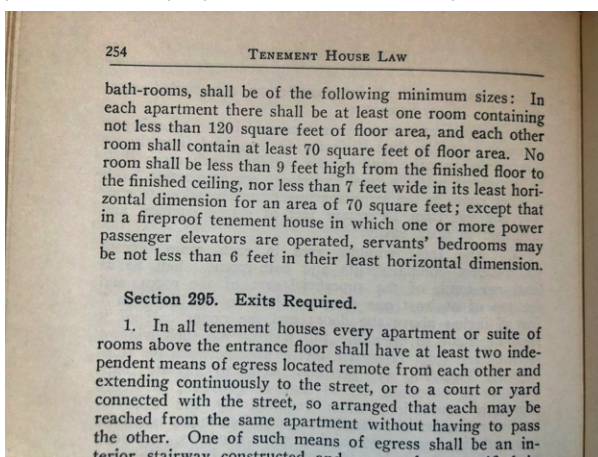 254 TENEMENT HOUSE LAW
bath-rooms, shall be of the following minimum sizes: In
each apartment there shall be at least one room containing
not less than 120 square feet of floor area, and each other
room shall contain at least 70 square feet of floor area. No
room shall be less than 9 feet high from the finished floor to
the finished ceiling, nor less than 7 feet wide in its least hori-
zontal dimension for an area of 70 square feet; except that
in a fireproof tenement house in which one or more power
passenger elevators are operated, servants' bedrooms may
be not less than 6 feet in their least horizontal dimension.
Section 295. Exits Required.
1. In all tenement houses every apartment or suite of
rooms above the entrance floor shall have at least two inde-
pendent means of egress located remote from each other and
extending continuously to the street, or to a court or yard
connected with the street, so arranged that each may be
reached from the same apartment without having to pass
the other. One of such means of egress shall be an in-
terior stairway constructed and